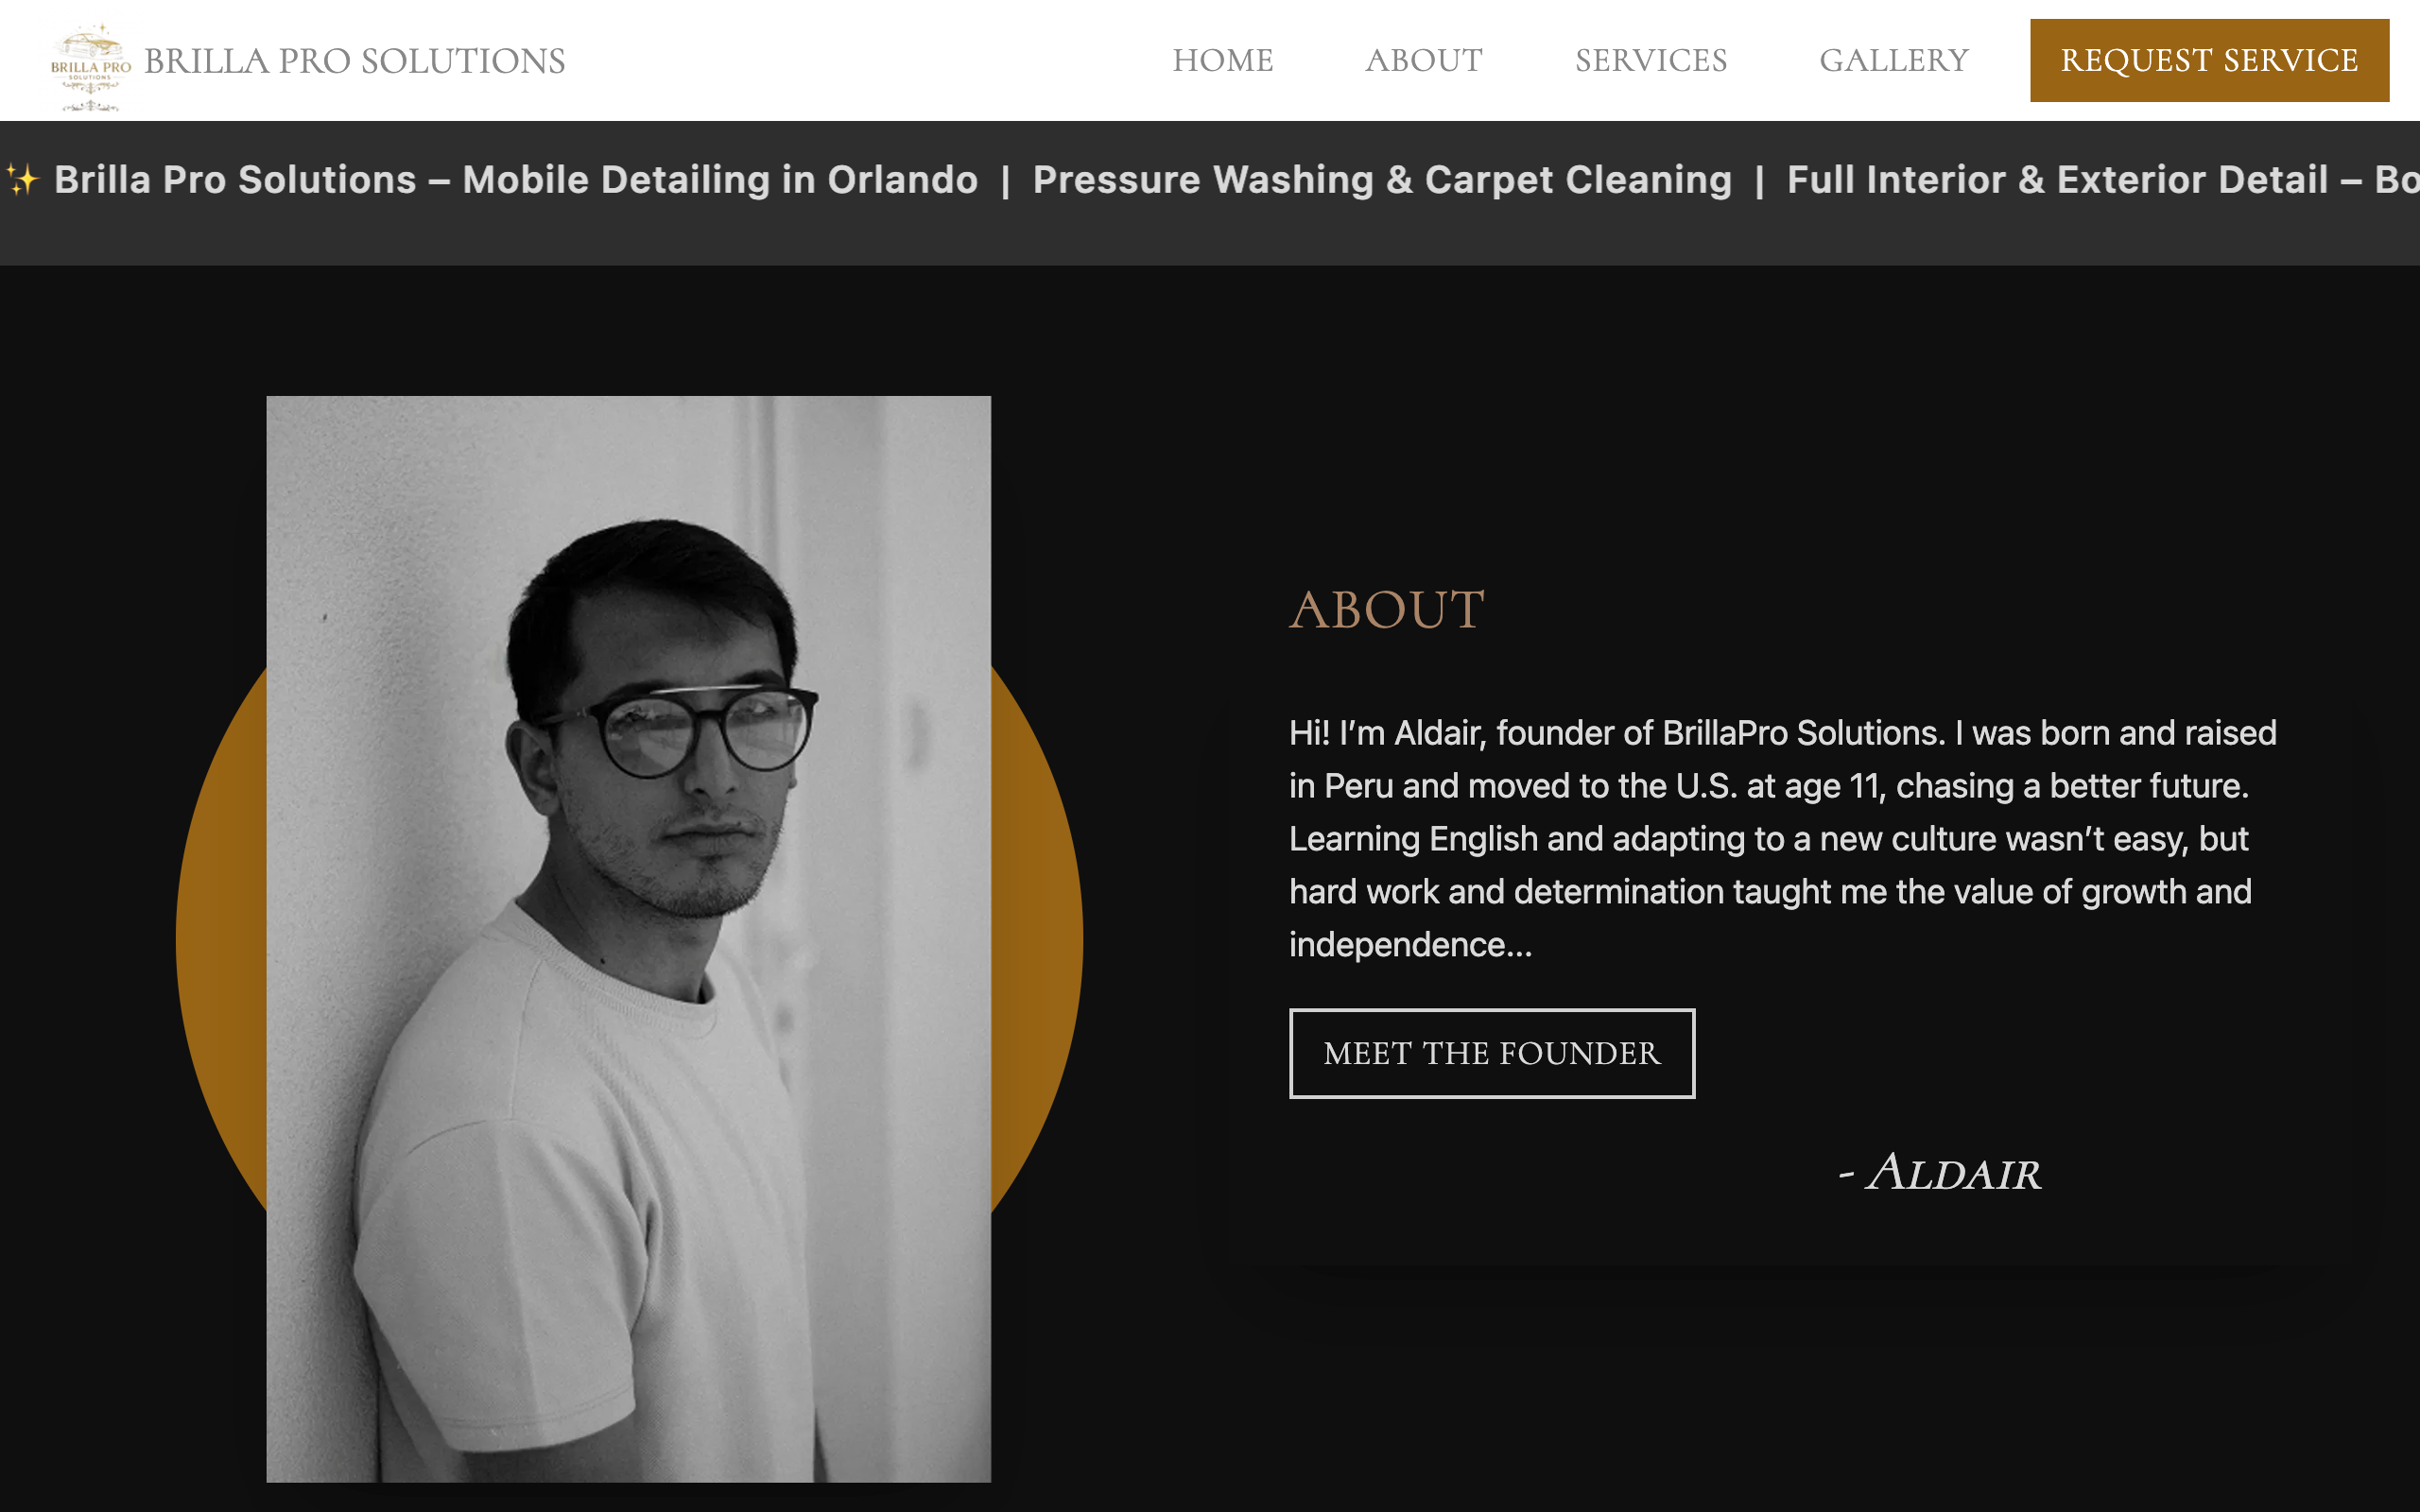 BRILLA PRO
SOLUTIONS
BRILLA PRO SOLUTIONS
HOME
ABOUT
SERVICES
GALLERY
REQUEST SERVICE
✨ Brilla Pro Solutions – Mobile Detailing in Orlando | Pressure Washing & Carpet Cleaning | Full Interior & Exterior Detail – Bo
ABOUT
Hi! I’m Aldair, founder of BrillaPro Solutions. I was born and raised
in Peru and moved to the U.S. at age 11, chasing a better future.
Learning English and adapting to a new culture wasn’t easy, but
hard work and determination taught me the value of growth and
independence...
MEET THE FOUNDER
- ALDAIR